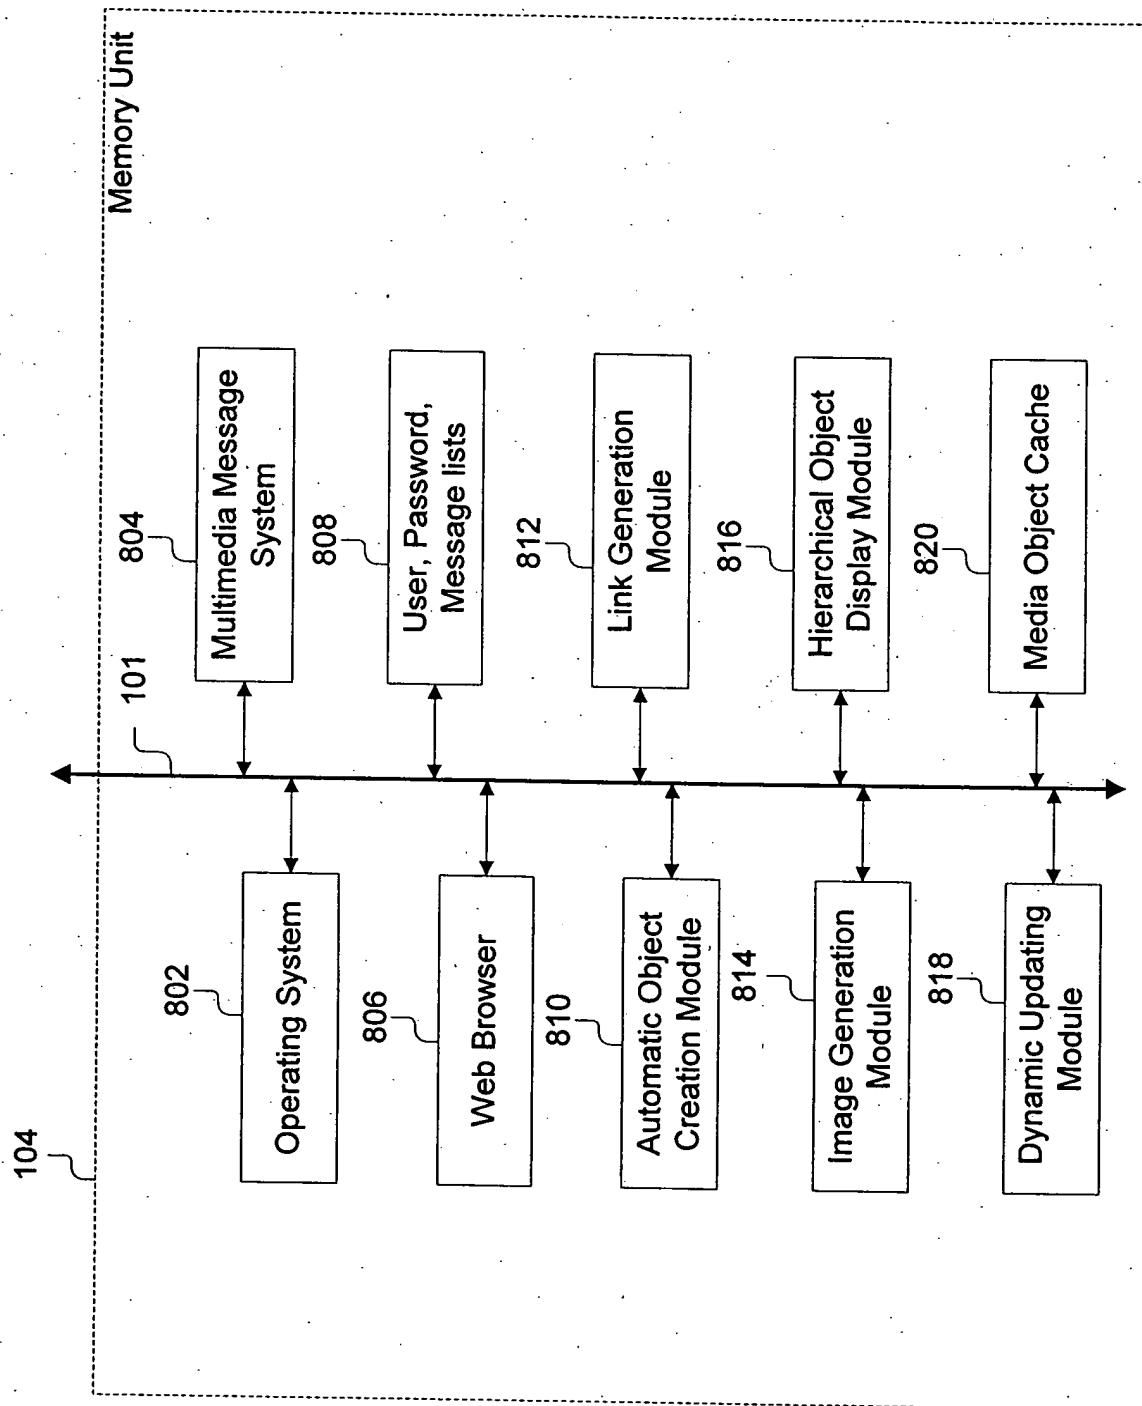 104
Memory Unit
101
802
Operating System
804
Multimedia Message
System
806
Web Browser
808
User, Password,
Message lists
810
Automatic Object
Creation Module
812
Link Generation
Module
814
Image Generation
Module
816
Hierarchical Object
Display Module
818
Dynamic Updating
Module
820
Media Object Cache